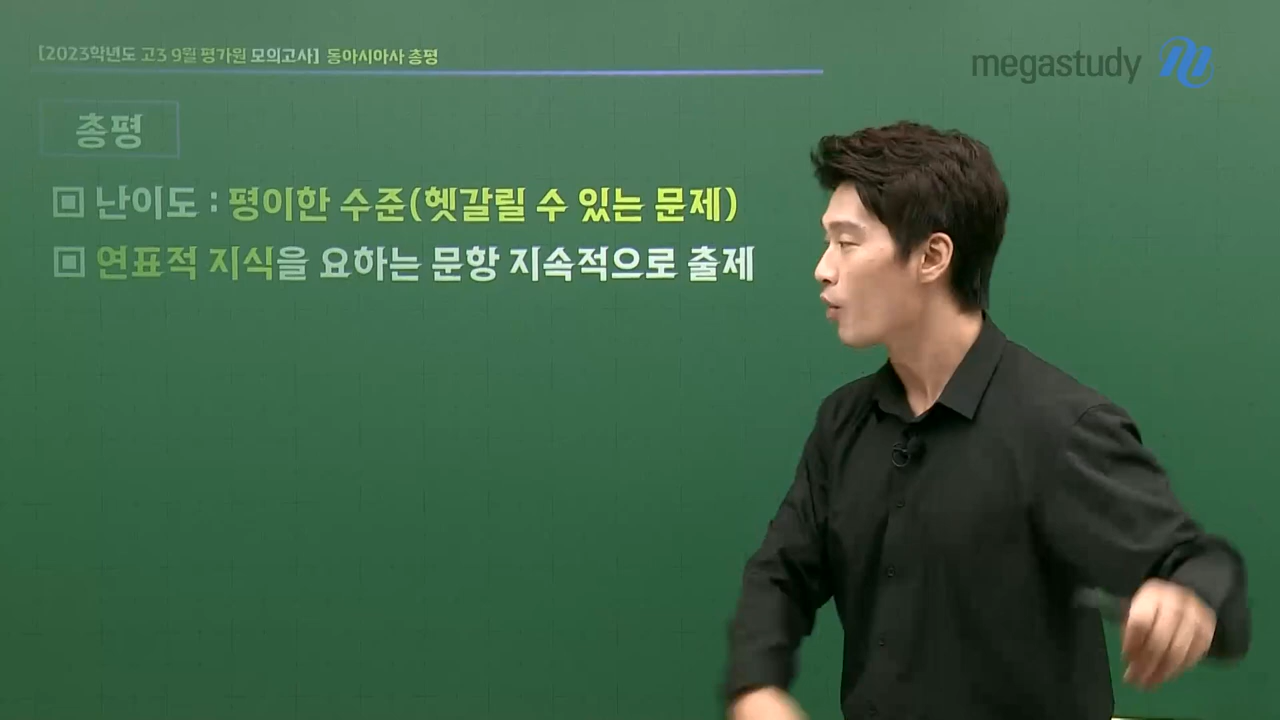 [2023학년도 고3 9월 평가원 모의고사] 동아시아사 총평
megastudy
총평
난이도 : 평이한 수준(헷갈릴 수 있는 문제)
연표적 지식을 요하는 문항 지속적으로 출제